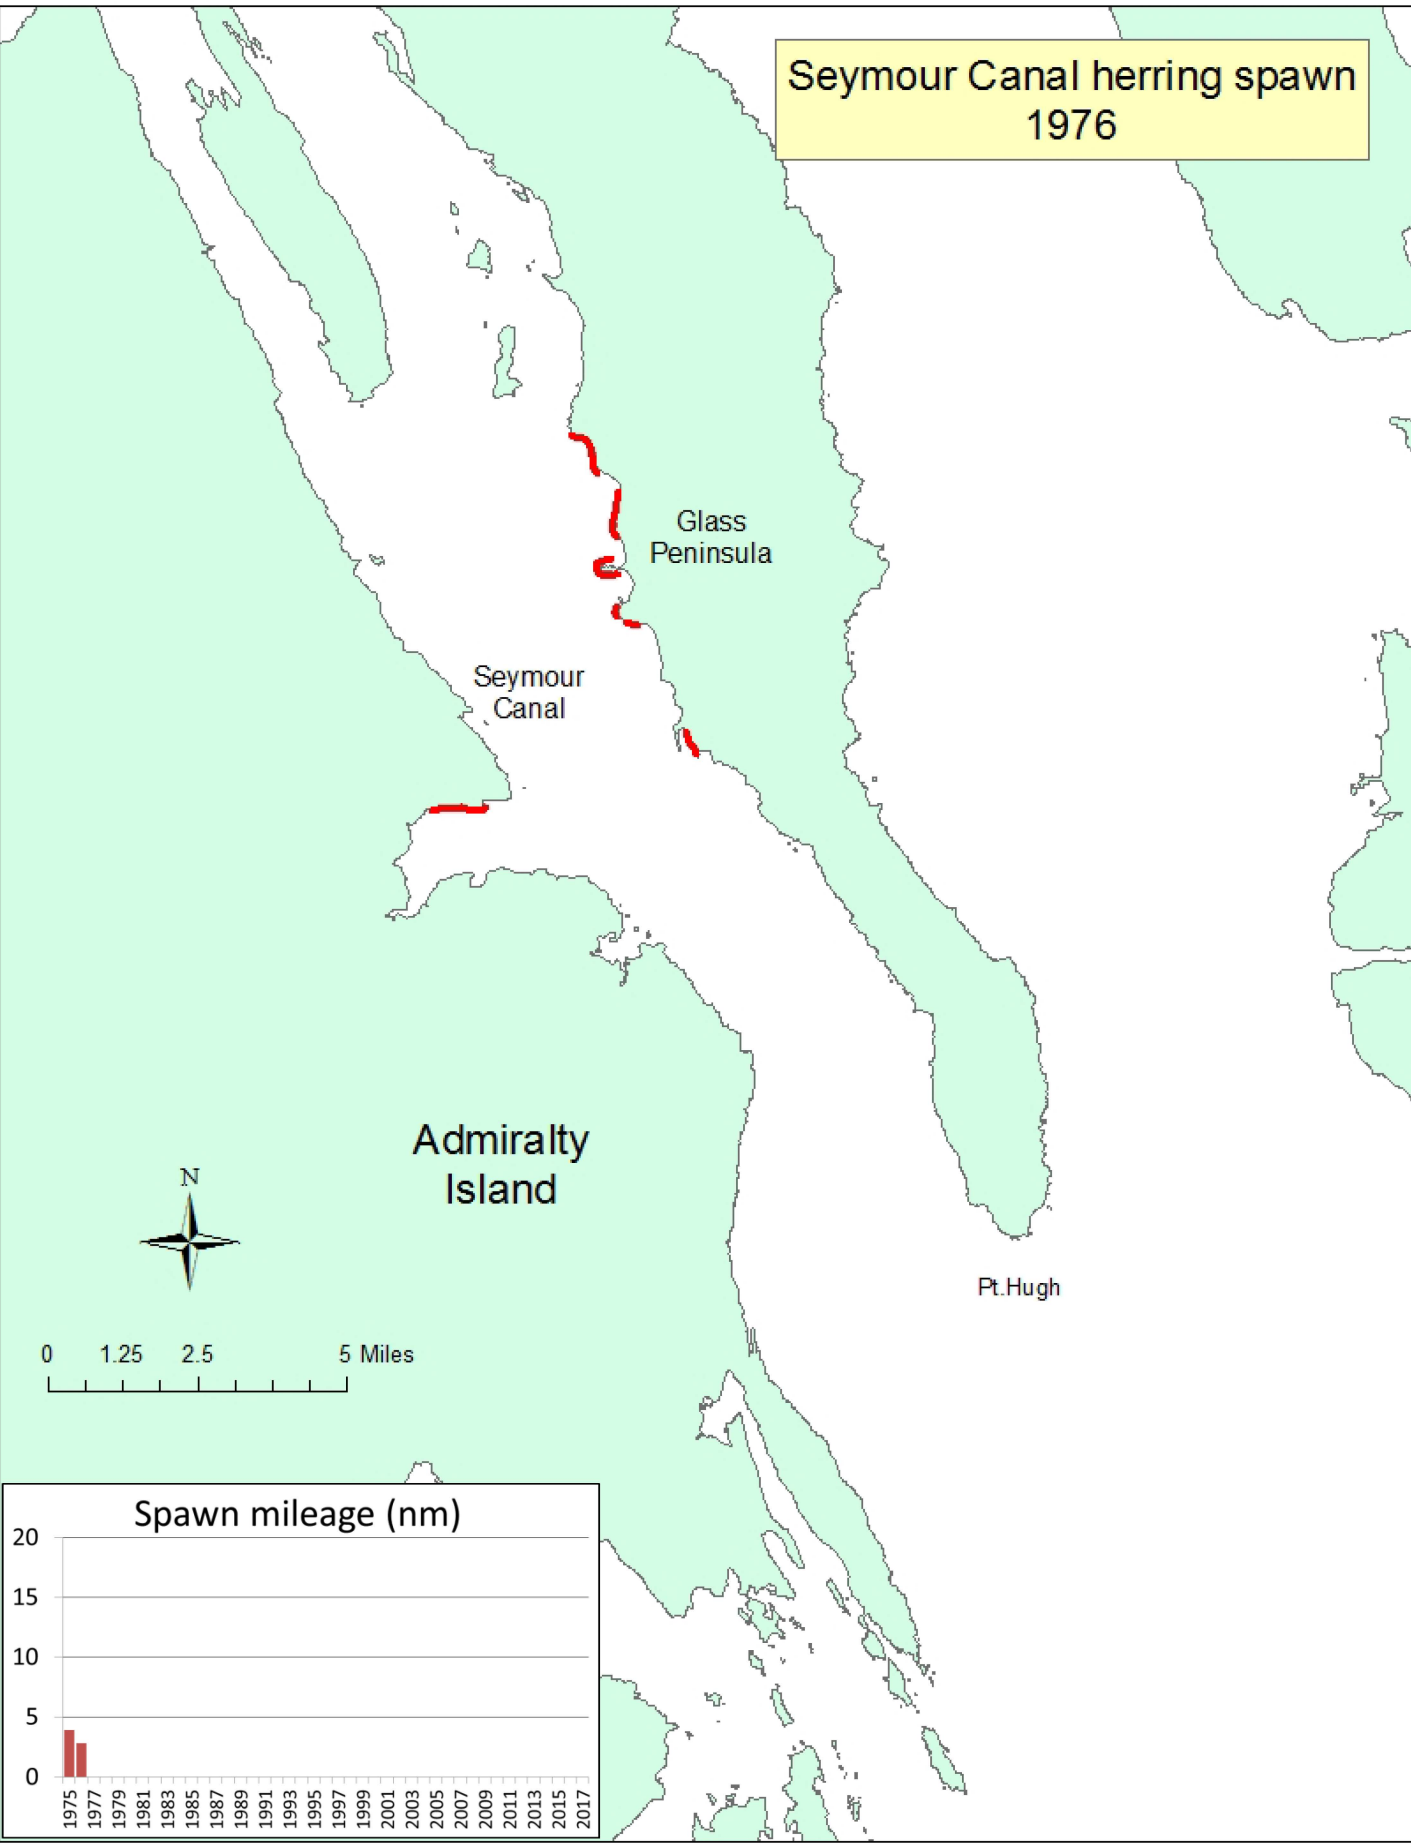 Seymour Canal herring spawn
1976
Glass
Peninsula
Seymour
Canal
Admiralty
Island
N
Pt.Hugh
0 1.25 2.5 5 Miles
Spawn mileage (nm)
20
15
10
5
0
1975 1977 1979 1981 1983 1985 1987 1989 1991 1993 1995 1997 1999 2001 2003 2005 2007 2009 2011 2013 2015 2017